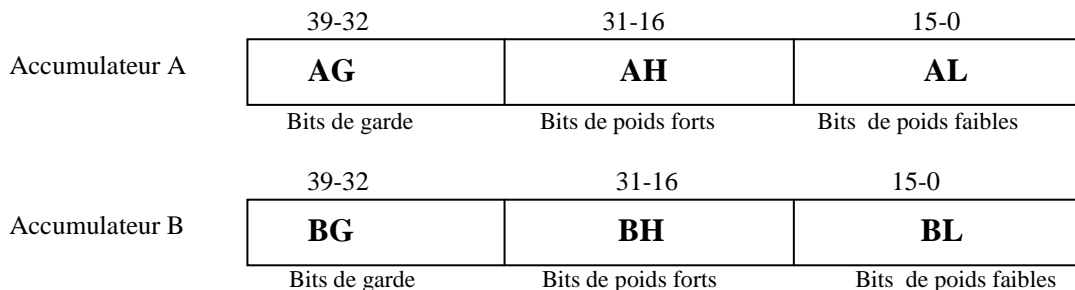 39-32 31-16 15-0
Accumulateur A AG AH AL
Bits de garde Bits de poids forts Bits de poids faibles
39-32 31-16 15-0
Accumulateur B BG BH BL
Bits de garde Bits de poids forts Bits de poids faibles